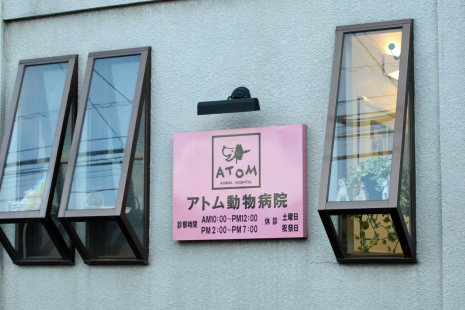 ATOM
ANIMAL HOSPITAL
アトム動物病院
診察時間 AM10:00~PM12:00 休診 土曜日
PM2:00~PM7:00 祝祭日